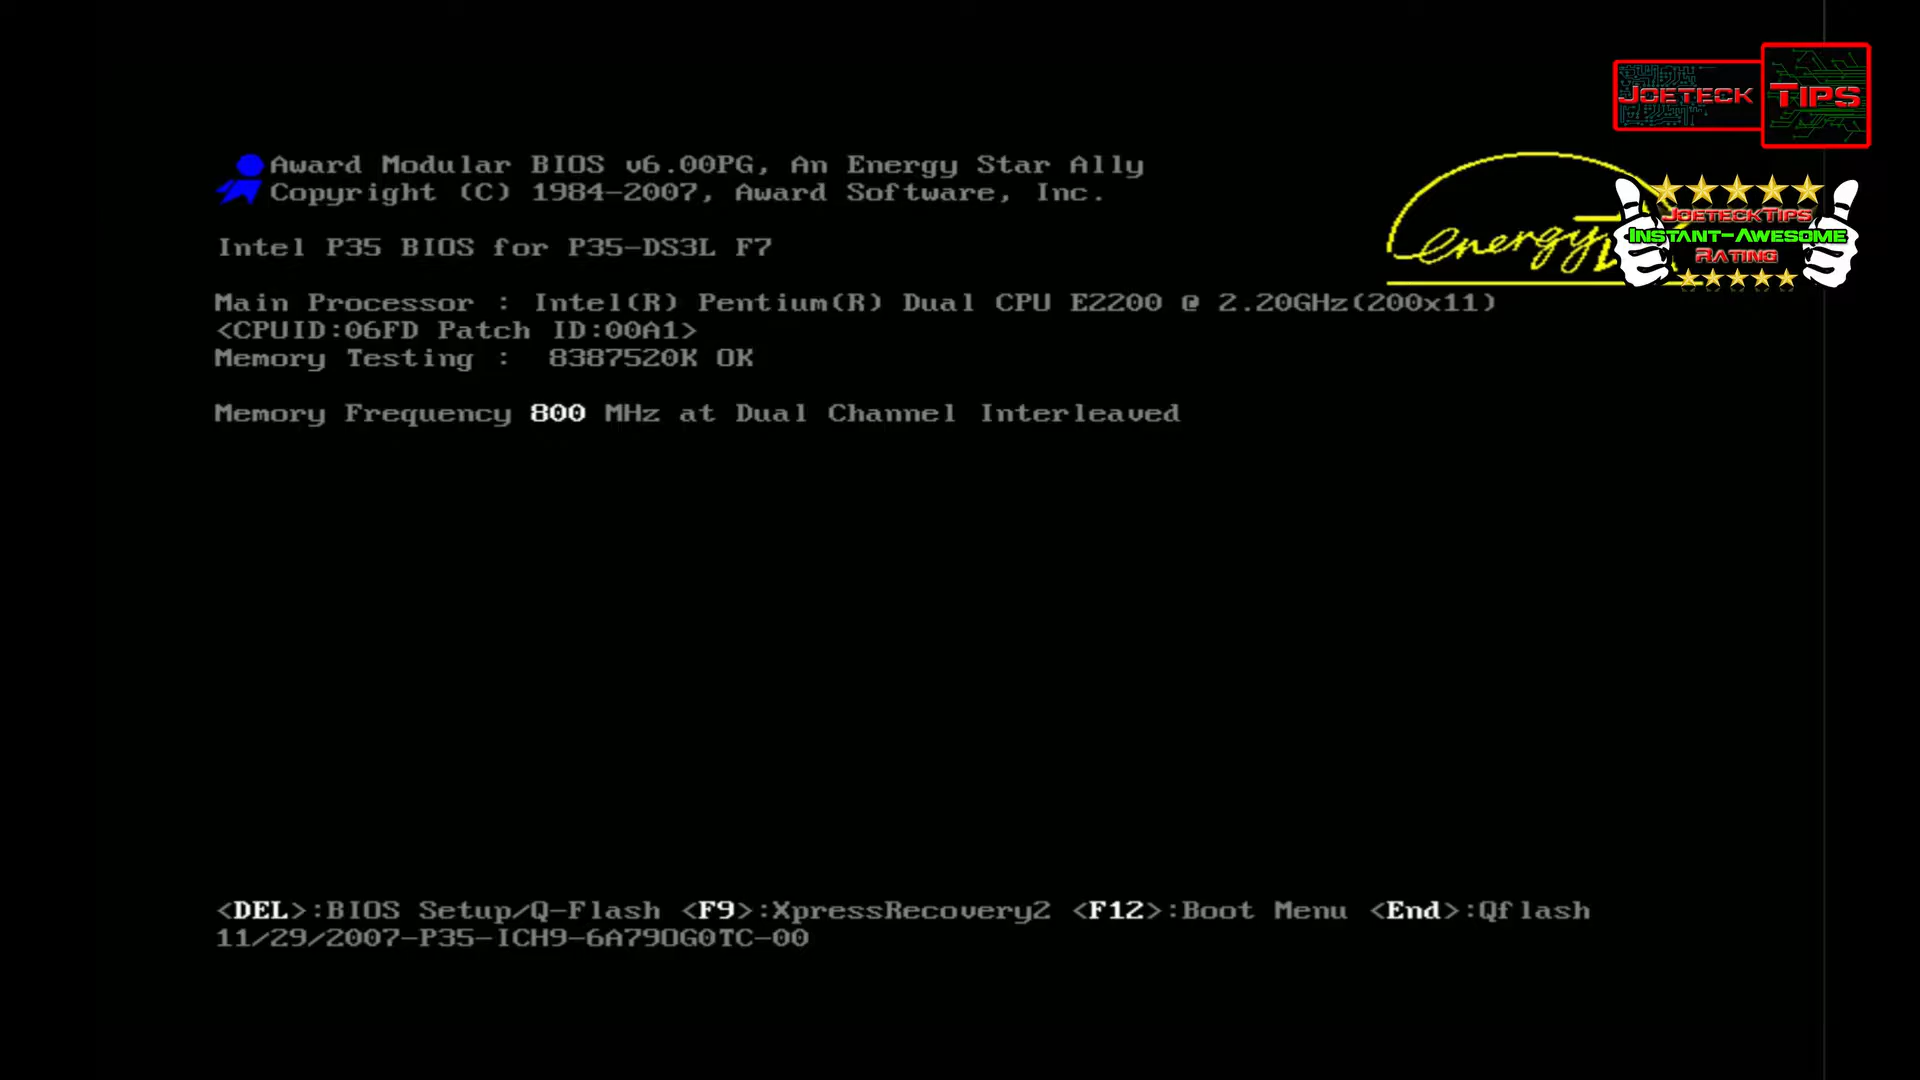 JOETECK TIPS
Award Modular BIOS v6.00PG, An Energy Star Ally
Copyright (C) 1984-2007, Award Software, Inc.
energy
JOETECKTIPS
INSTANT-AWESOME
RATING
Intel P35 BIOS for P35-DS3L F7
Main Processor : Intel(R) Pentium(R) Dual CPU E2200 @ 2.20GHz(200x11)
<CPUID:06FD Patch ID:00A1>
Memory Testing :  8387520K OK
Memory Frequency 800 MHz at Dual Channel Interleaved
<DEL>:BIOS Setup/Q-Flash <F9>:XpressRecovery2 <F12>:Boot Menu <End>:Qflash
11/29/2007-P35-ICH9-6A79OG0TC-00